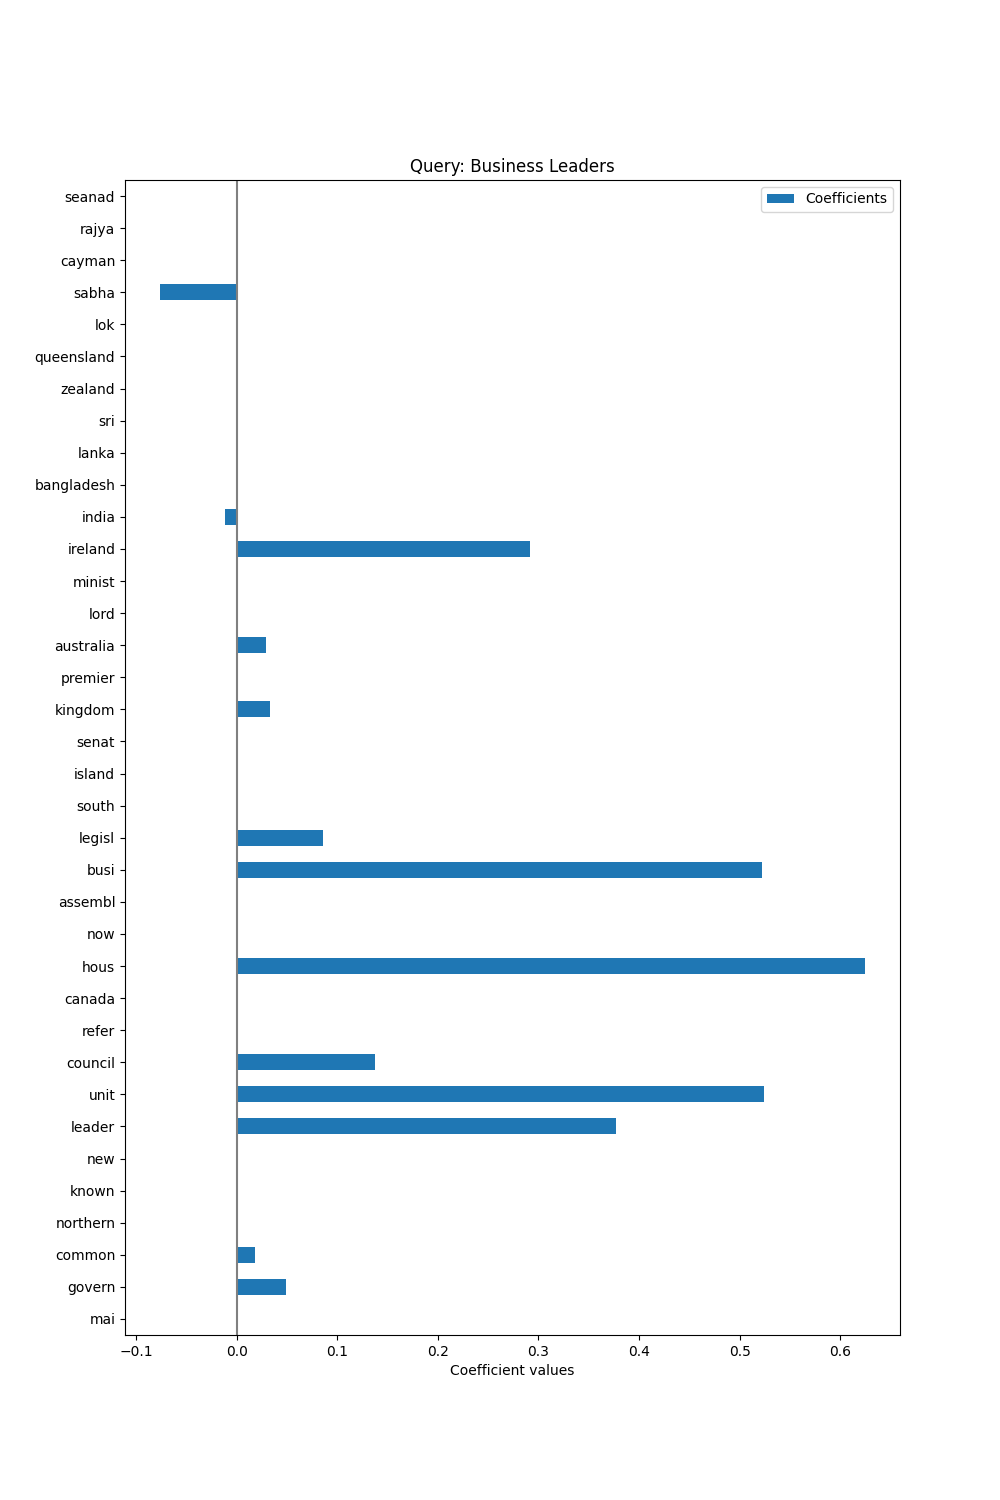 Query: Business Leaders
Coefficients
seanad
rajya
cayman
sabha
lok
queensland
zealand
sri
lanka
bangladesh
india
ireland
minist
lord
australia
premier
kingdom
senat
island
south
legisl
busi
assembl
now
hous
canada
refer
council
unit
leader
new
known
northern
common
govern
mai
−0.1 0.0 0.1 0.2 0.3 0.4 0.5 0.6
Coefficient values